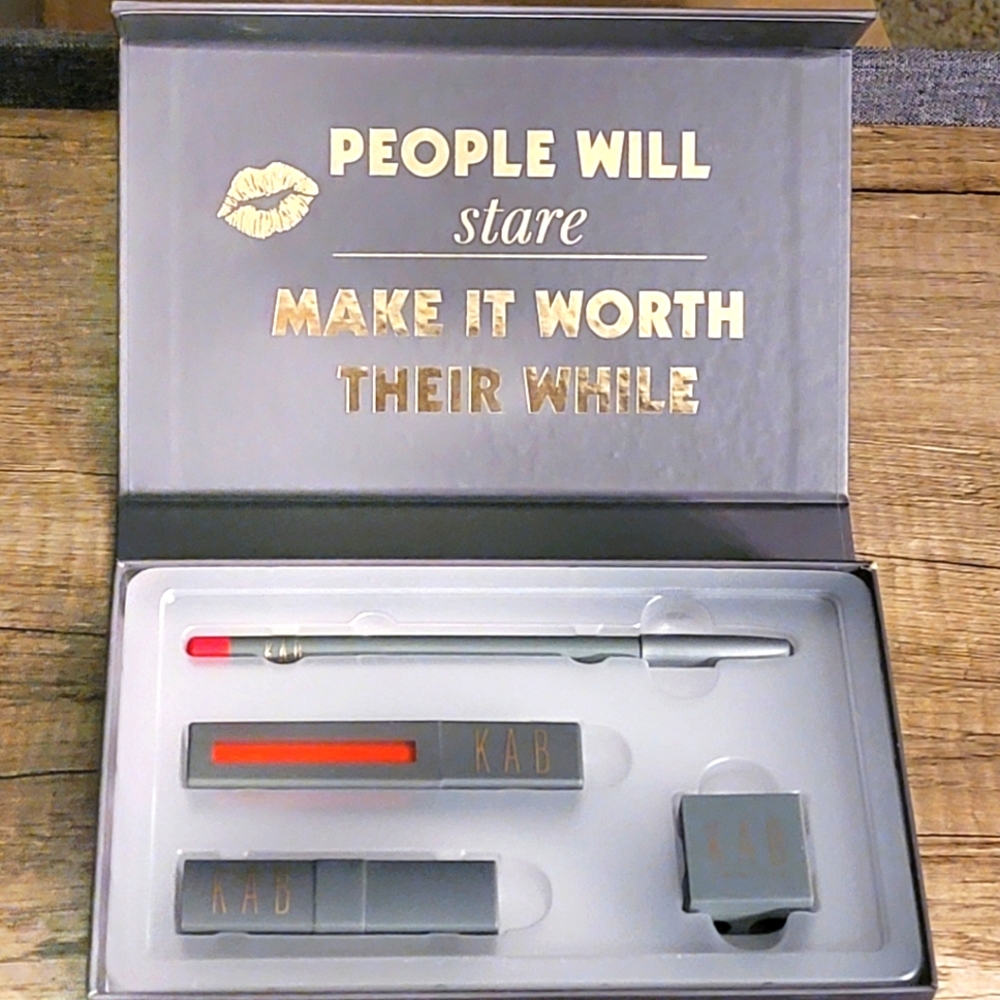 PEOPLE WILL
stare
MAKE IT WORTH
THEIR WHILE
KAB
KAB
KAB
KAB